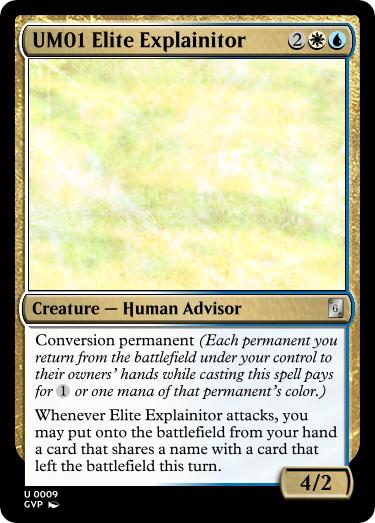 UM01 Elite Explainitor 2
Creature — Human Advisor 6
Conversion permanent (Each permanent you
return from the battlefield under your control to
their owners' hands while casting this spell pays
for 1 or one mana of that permanent's color.)
Whenever Elite Explainitor attacks, you
may put onto the battlefield from your hand
a card that shares a name with a card that
left the battlefield this turn.
4/2
U 0009
GVP